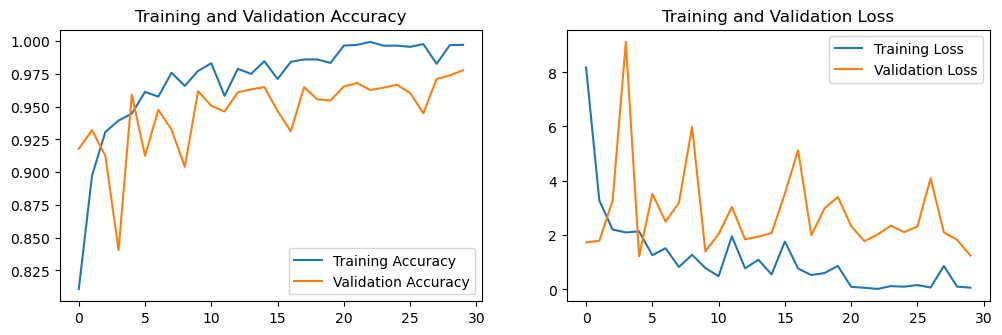 Training and Validation Accuracy
1.000
0.975
0.950
0.925
0.900
0.875
0.850
0.825
Training Accuracy
Validation Accuracy
0 5 10 15 20 25 30
Training and Validation Loss
8
6
4
2
0
Training Loss
Validation Loss
0 5 10 15 20 25 30